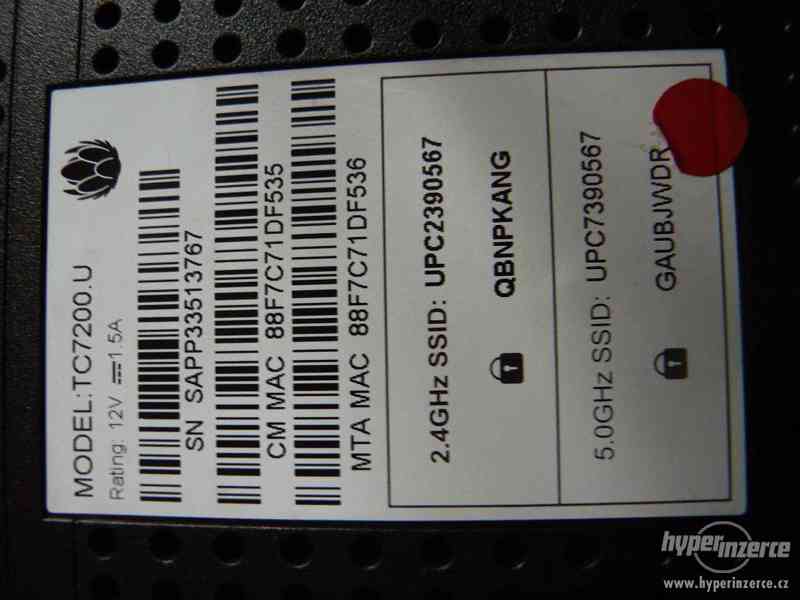 MODEL:TC7200.U
Rating: 12V ⎓1.5A
SN SAPP33513767
CM MAC 88F7C71DF535
MTA MAC 88F7C71DF536
2.4GHz SSID: UPC2390567
QBNPKANG
5.0GHz SSID: UPC7390567
GAUBJWDR
hyperinzerce
www.hyperinzerce.cz